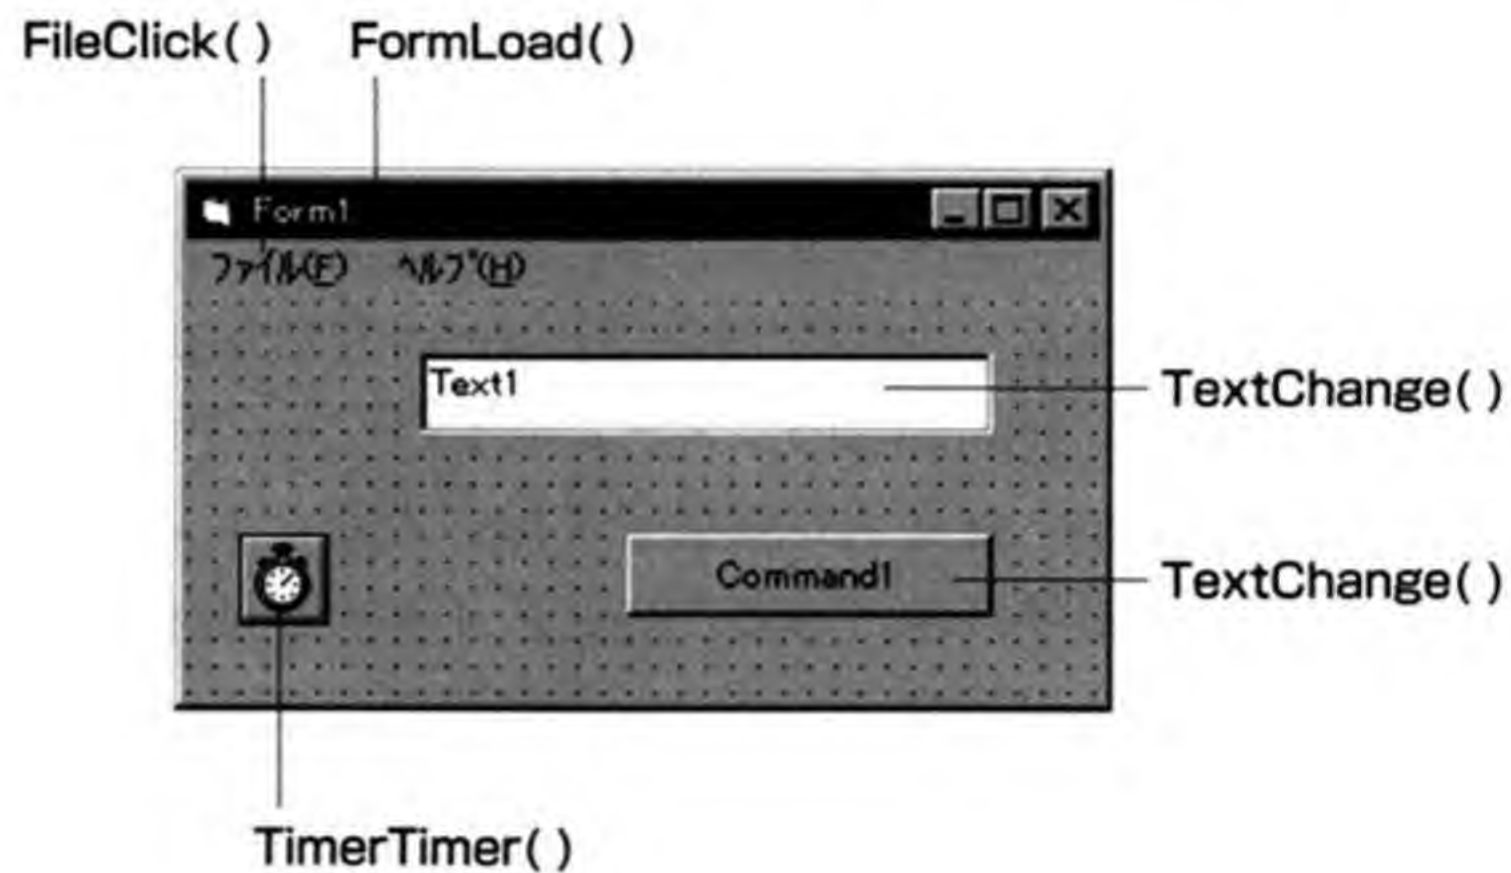 FileClick( ) FormLoad( )
Form1
ファイル(F) ヘルプ(H)
Text1
TextChange( )
Command1
TextChange( )
TimerTimer( )